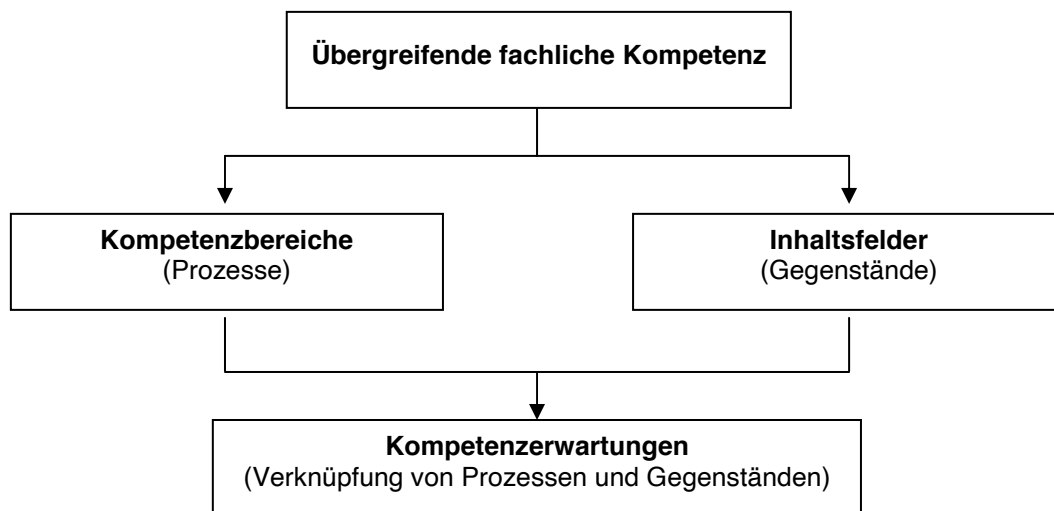 Übergreifende fachliche Kompetenz
Kompetenzbereiche
(Prozesse)
Inhaltsfelder
(Gegenstände)
Kompetenzerwartungen
(Verknüpfung von Prozessen und Gegenständen)